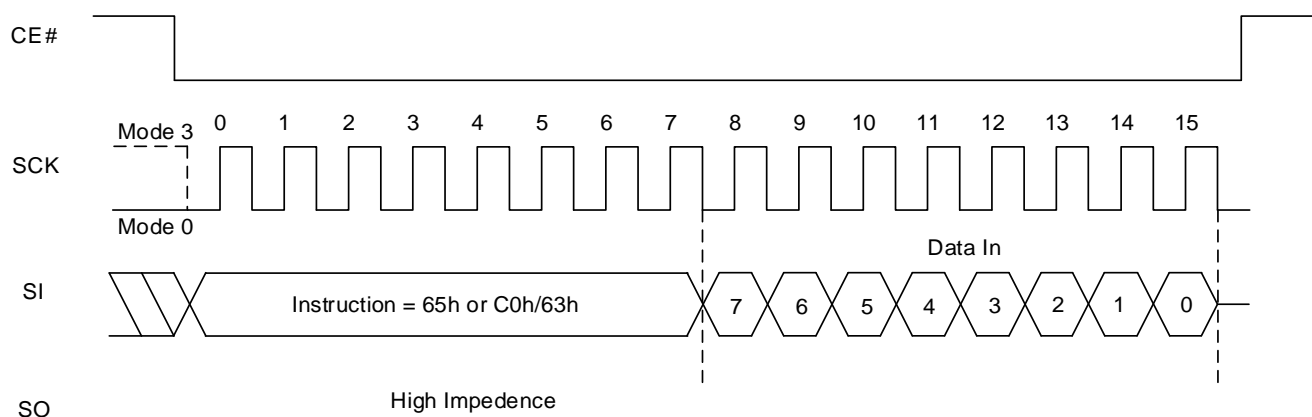 CE#
Mode 3 0 1 2 3 4 5 6 7 8 9 10 11 12 13 14 15
SCK
Mode 0
Data In
SI Instruction = 65h or C0h/63h 7 6 5 4 3 2 1 0
High Impedence
SO